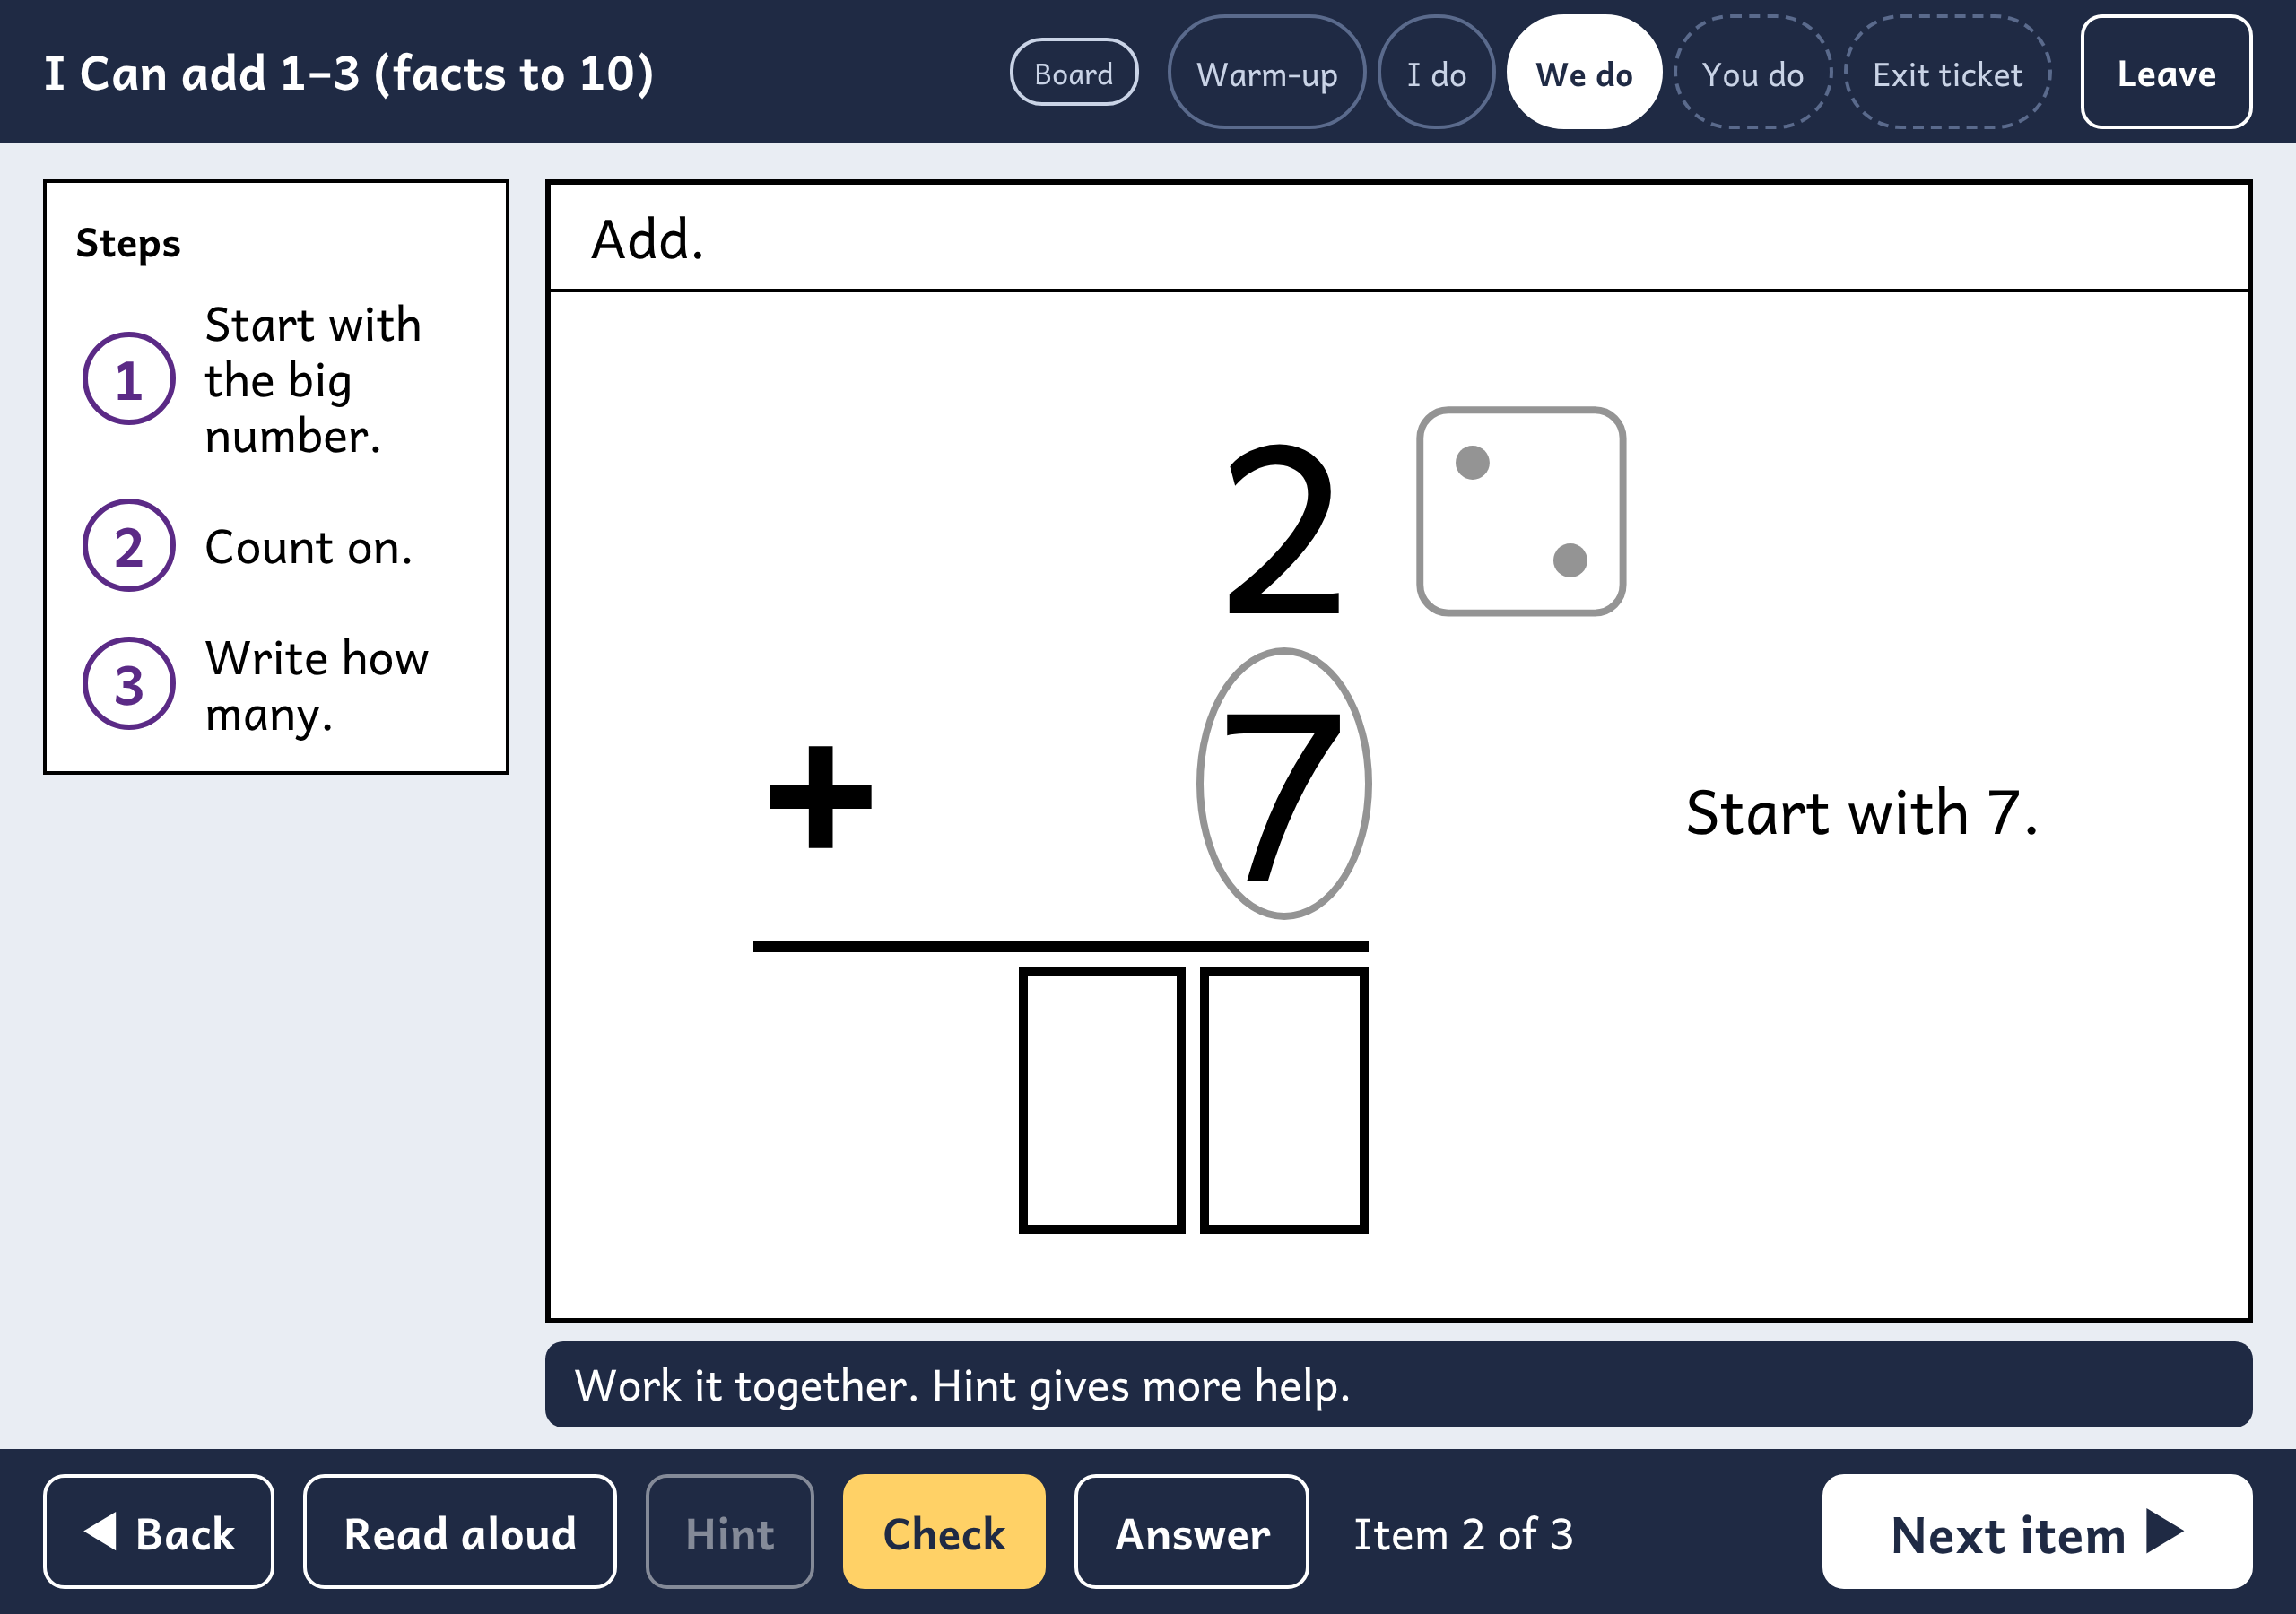 I Can add 1–3 (facts to 10)
Board
Warm-up
I do
We do
You do
Exit ticket
Leave
Steps
1
Start with
the big
number.
2
Count on.
3
Write how
many.
Add.
2
+ 7
Start with 7.
Work it together. Hint gives more help.
Back
Read aloud
Hint
Check
Answer
Item 2 of 3
Next item